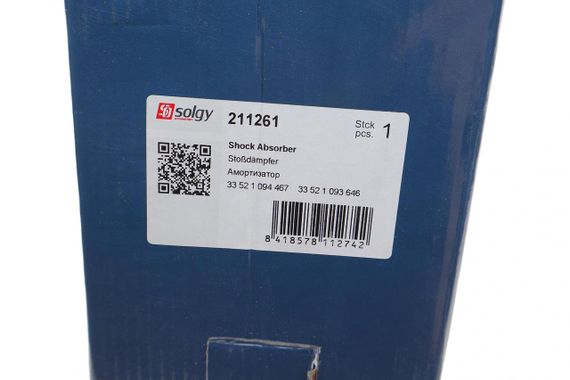 solgy
211261
Stck
pcs. 1
Shock Absorber
Stoßdämpfer
Амортизатор
33 52 1 094 467 33 52 1 093 646
8 418578 112742